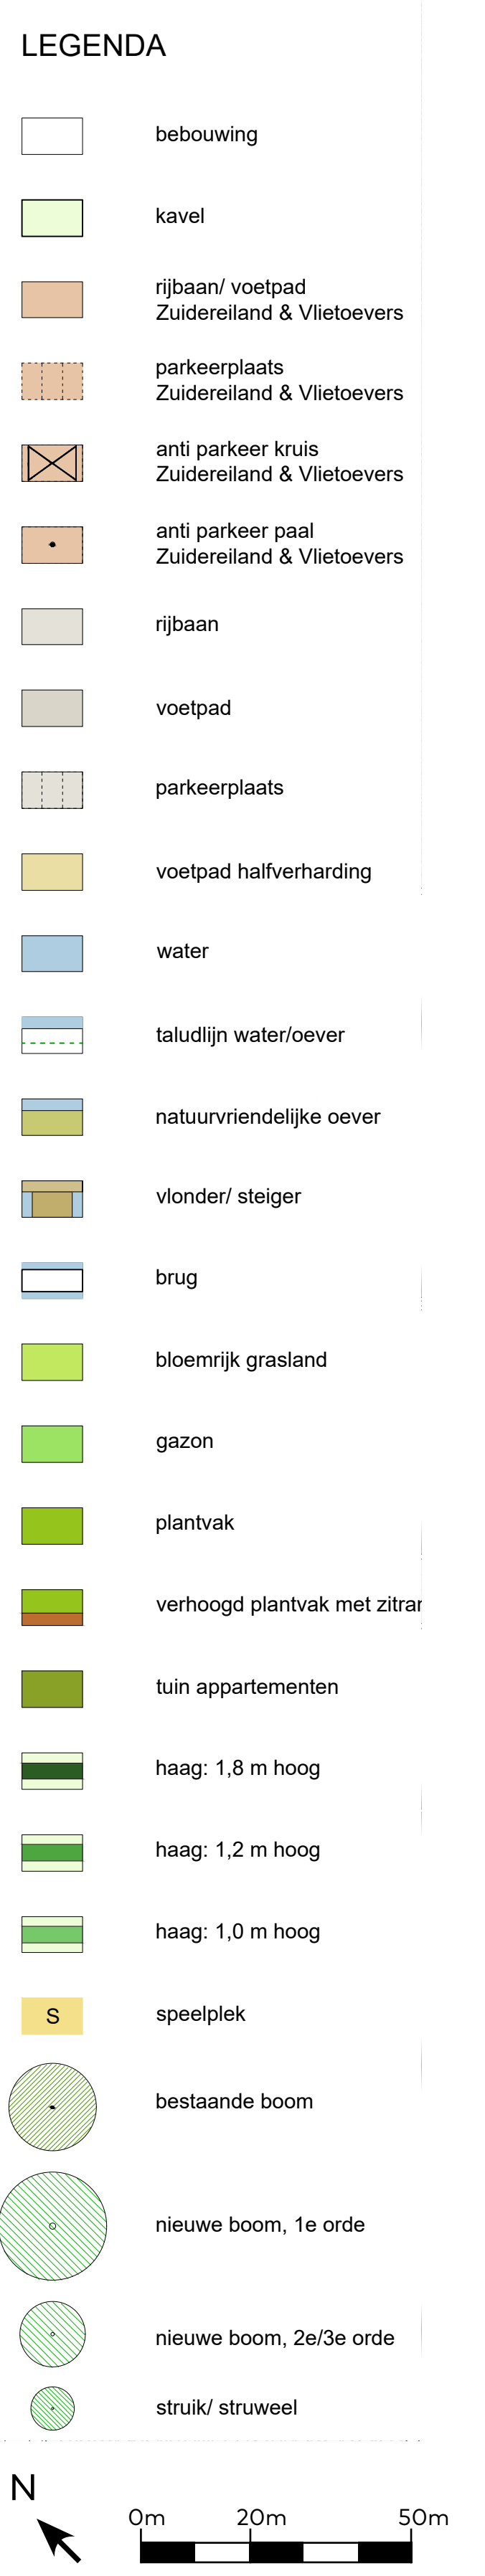 LEGENDA
bebouwing
kavel
rijbaan/ voetpad
Zuidereiland & Vlietoevers
parkeerplaats
Zuidereiland & Vlietoevers
anti parkeer kruis
Zuidereiland & Vlietoevers
anti parkeer paal
Zuidereiland & Vlietoevers
rijbaan
voetpad
parkeerplaats
voetpad halfverharding
water
taludlijn water/oever
natuurvriendelijke oever
vlonder/ steiger
brug
bloemrijk grasland
gazon
plantvak
verhoogd plantvak met
tuin appartementen
haag: 1,8 m hoog
haag: 1,2 m hoog
haag: 1,0 m hoog
S speelplek
bestaande boom
nieuwe boom, 1e orde
nieuwe boom, 2e/3e orde
struik/ struweel
N
0m 20m 50m